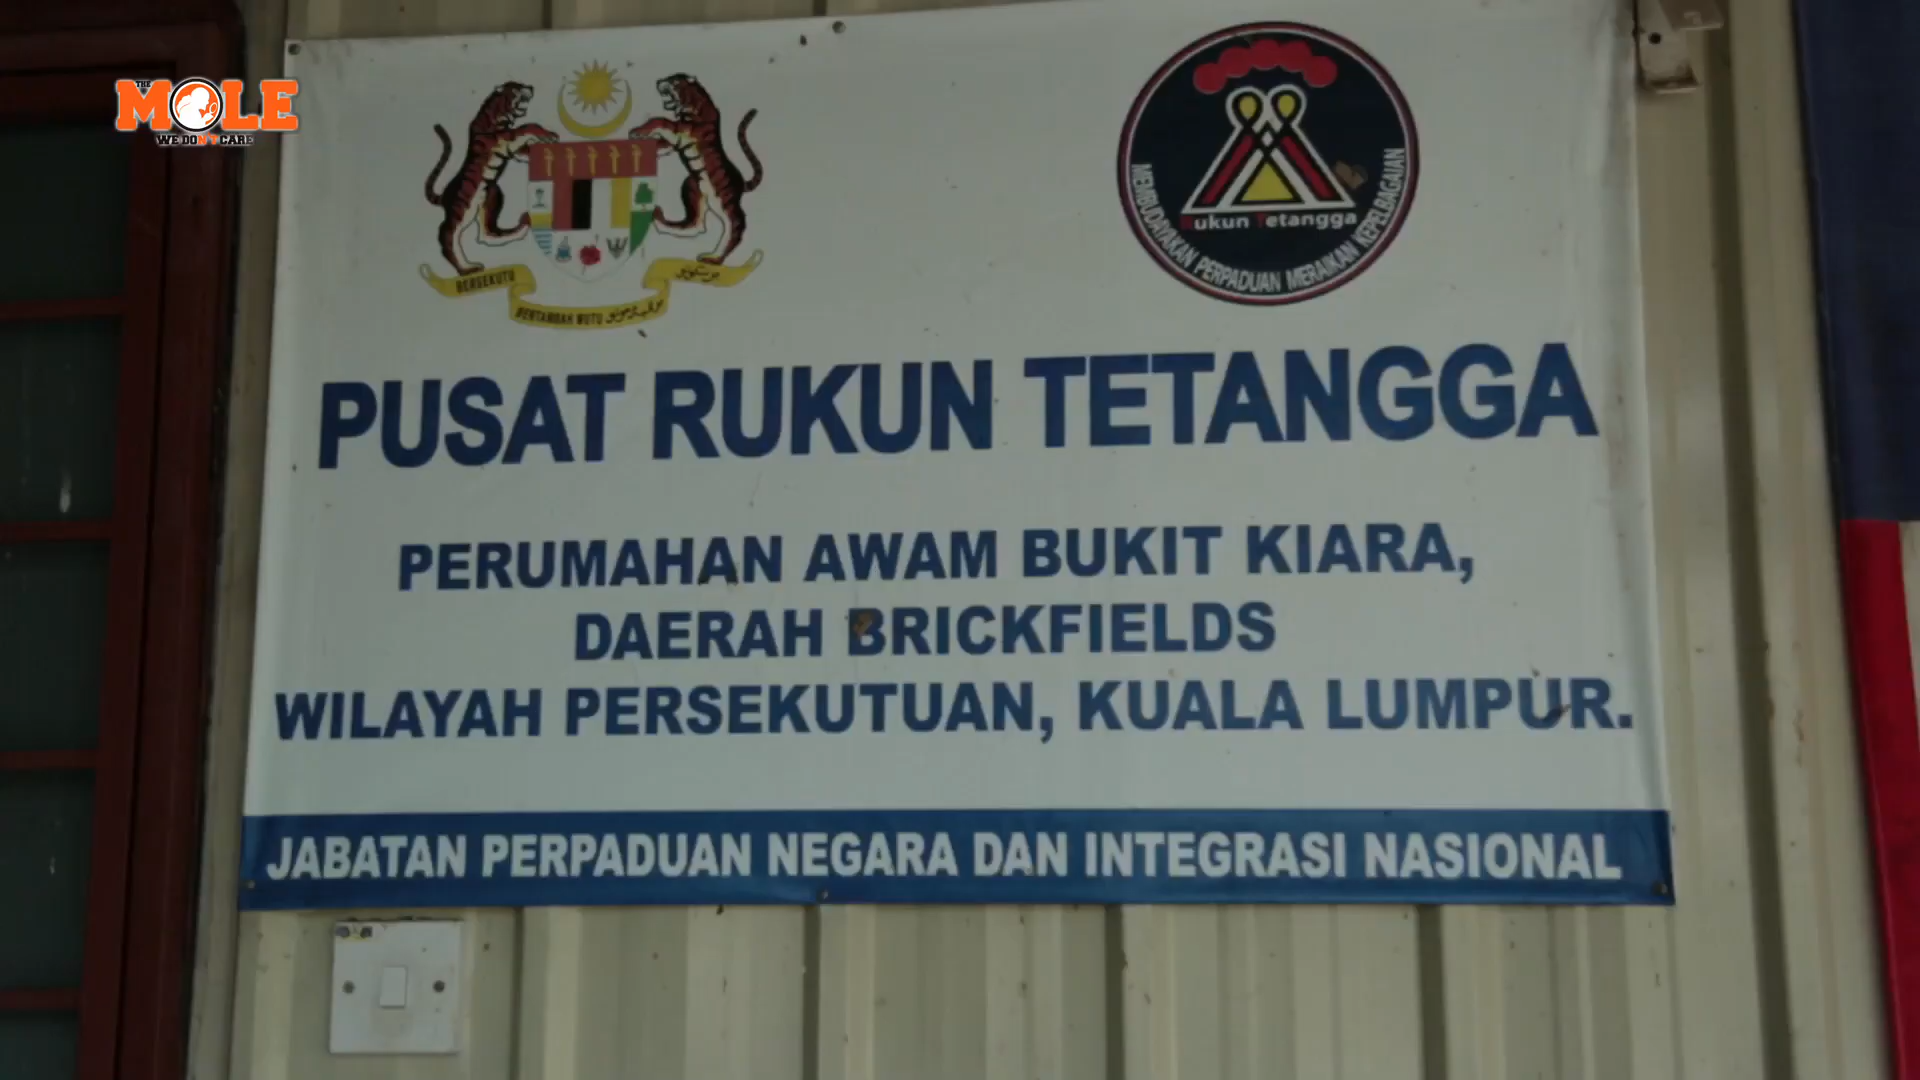 THE
MOLE
WE DON'T CARE
BERSEKUTU
BERTAMBAH MUTU
Rukun Tetangga
MEMBUDAYAKAN PERPADUAN MERAIKAN KEPELBAGAIAN
PUSAT RUKUN TETANGGA
PERUMAHAN AWAM BUKIT KIARA,
DAERAH BRICKFIELDS
WILAYAH PERSEKUTUAN, KUALA LUMPUR.
JABATAN PERPADUAN NEGARA DAN INTEGRASI NASIONAL